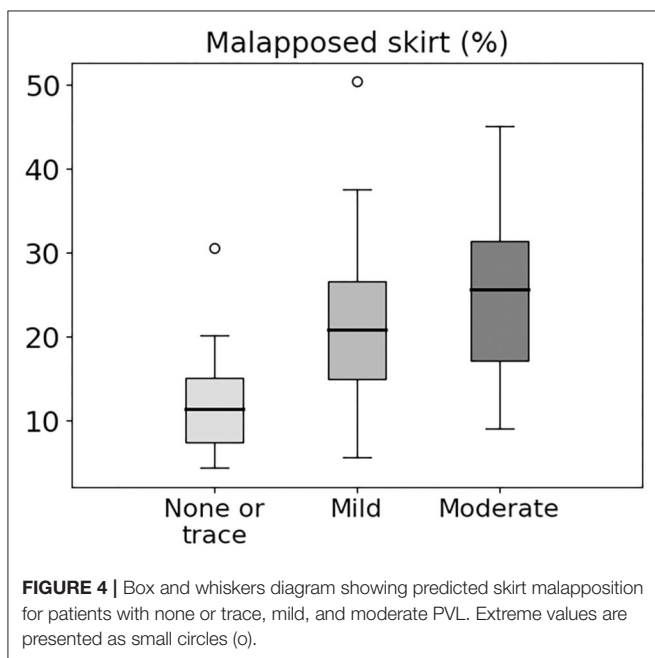 Malapposed skirt (%)
50
40
30
20
10
None or
trace
Mild
Moderate
FIGURE 4 | Box and whiskers diagram showing predicted skirt malapposition
for patients with none or trace, mild, and moderate PVL. Extreme values are
presented as small circles (o).